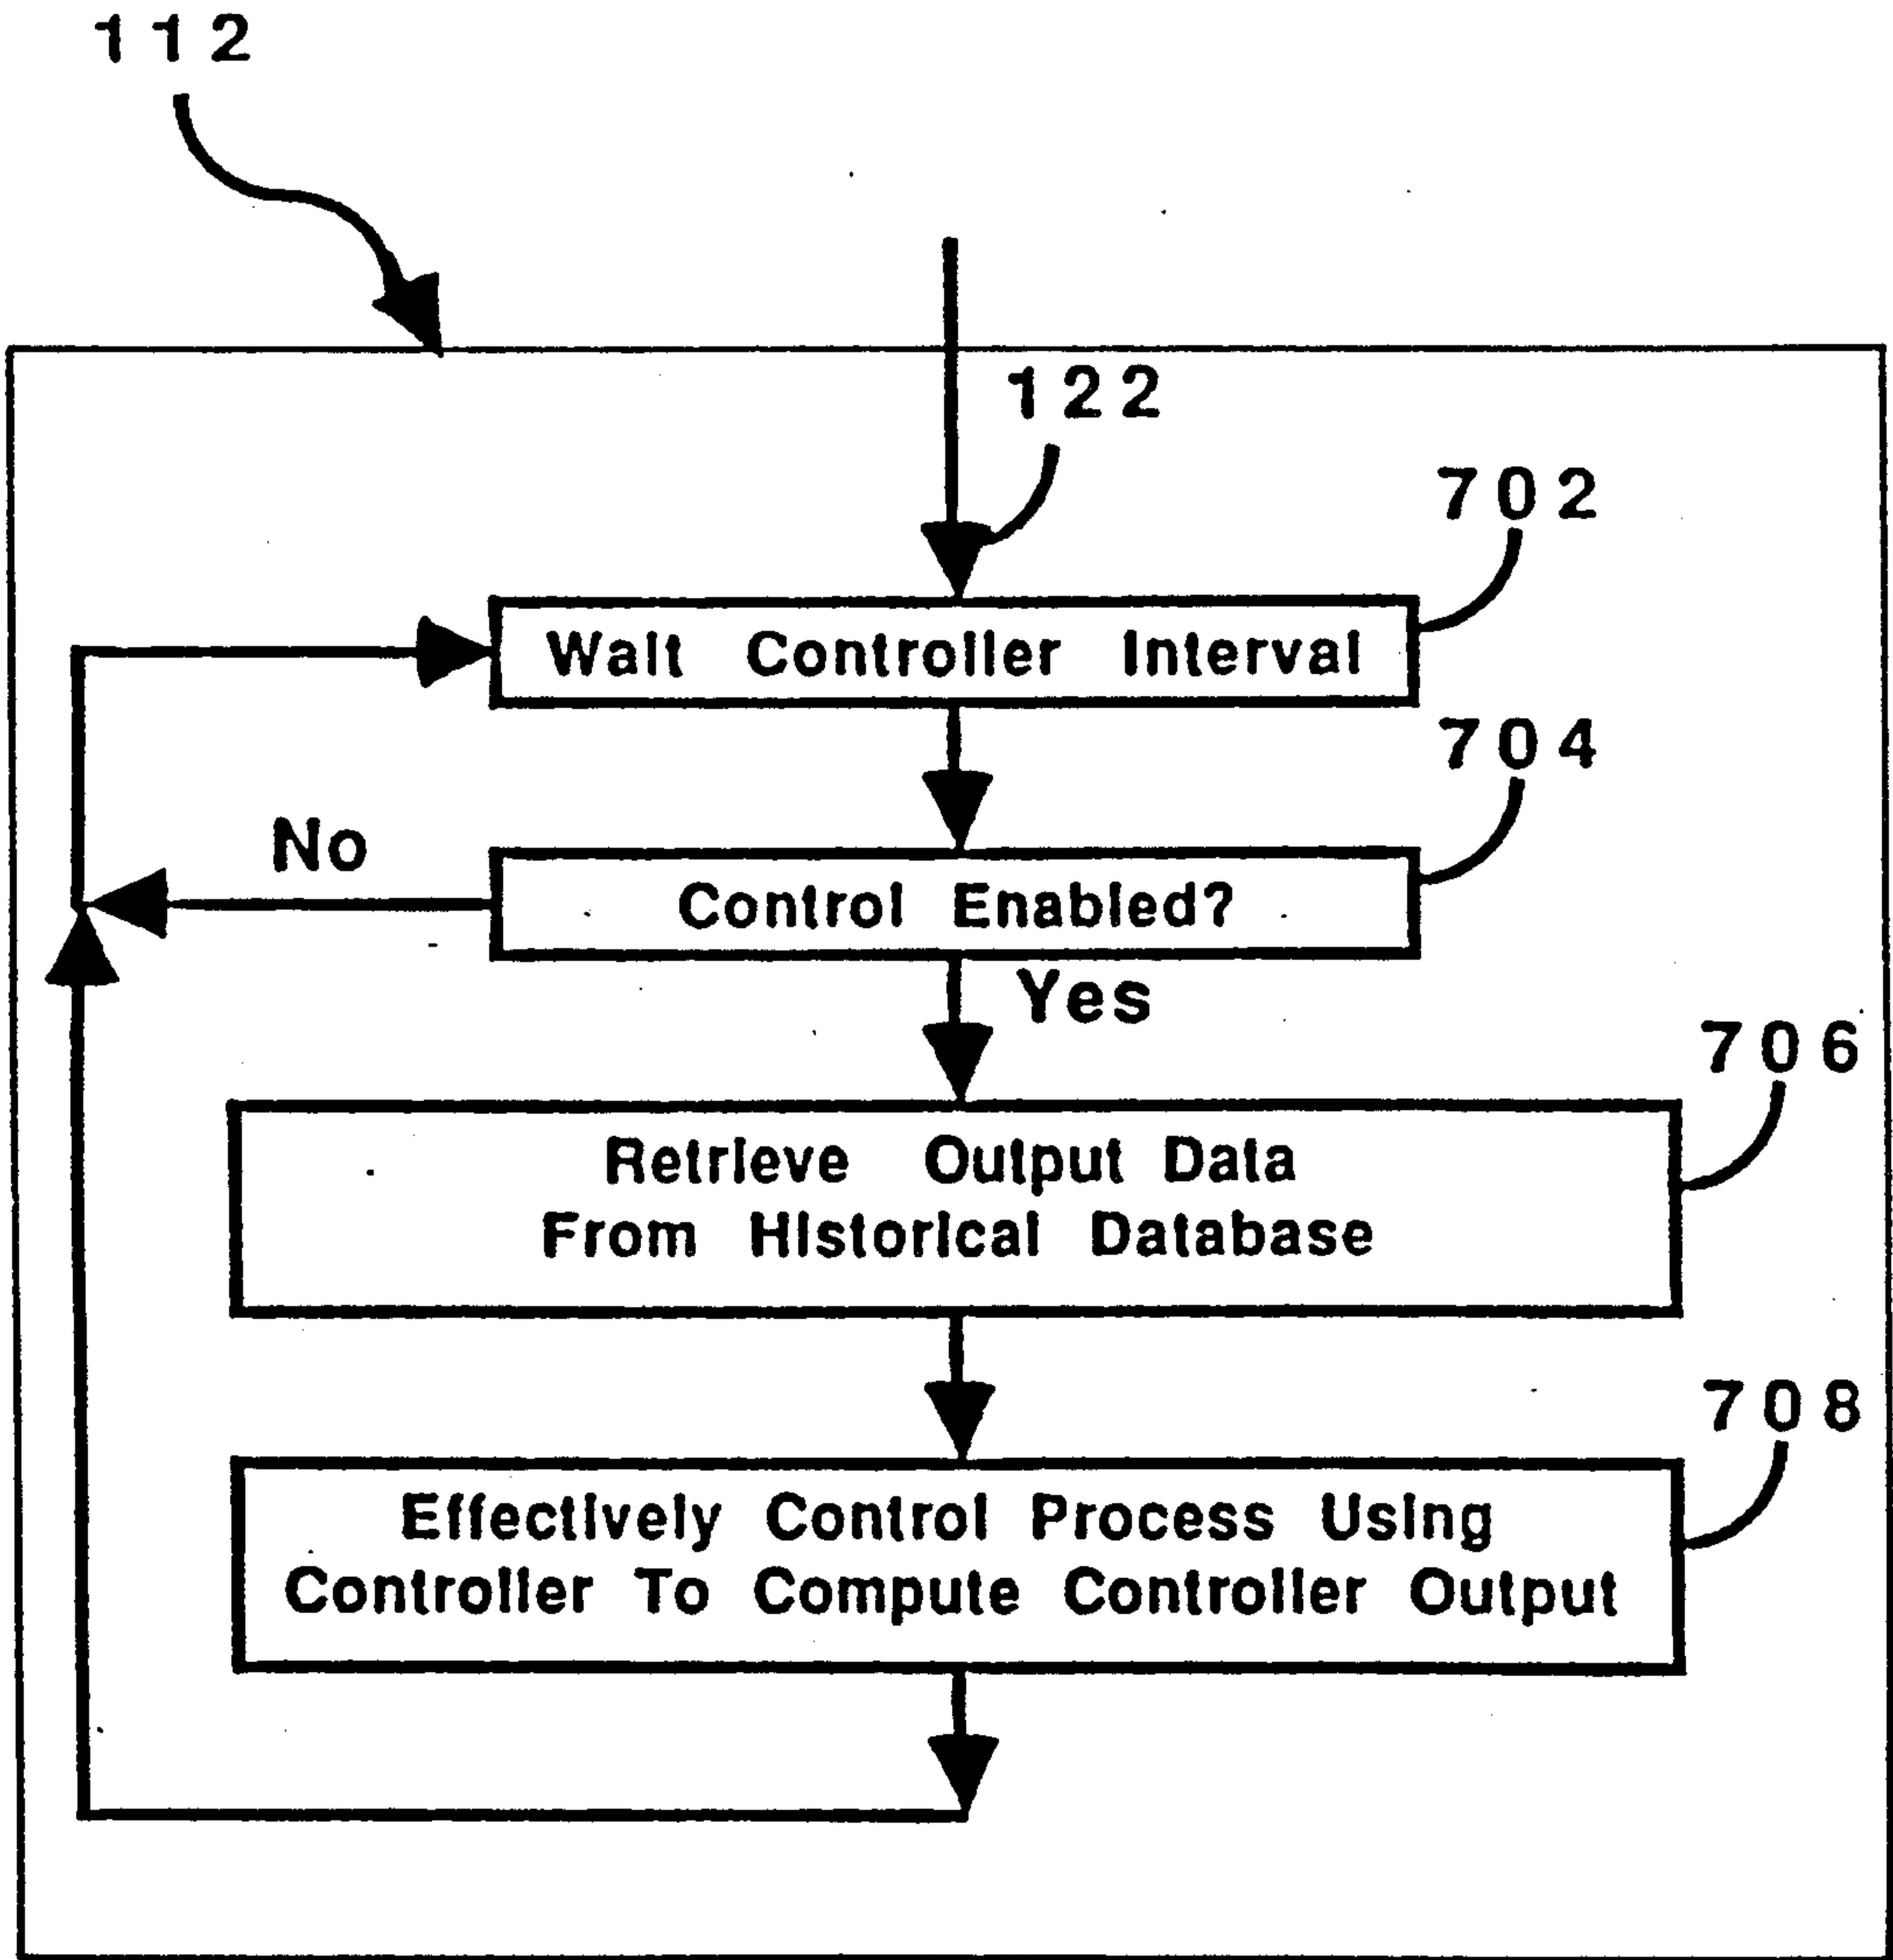 112
122
702
Wait Controller Interval
704
No
Control Enabled?
Yes
706
Retrieve Output Data
From Historical Database
708
Effectively Control Process Using
Controller To Compute Controller Output